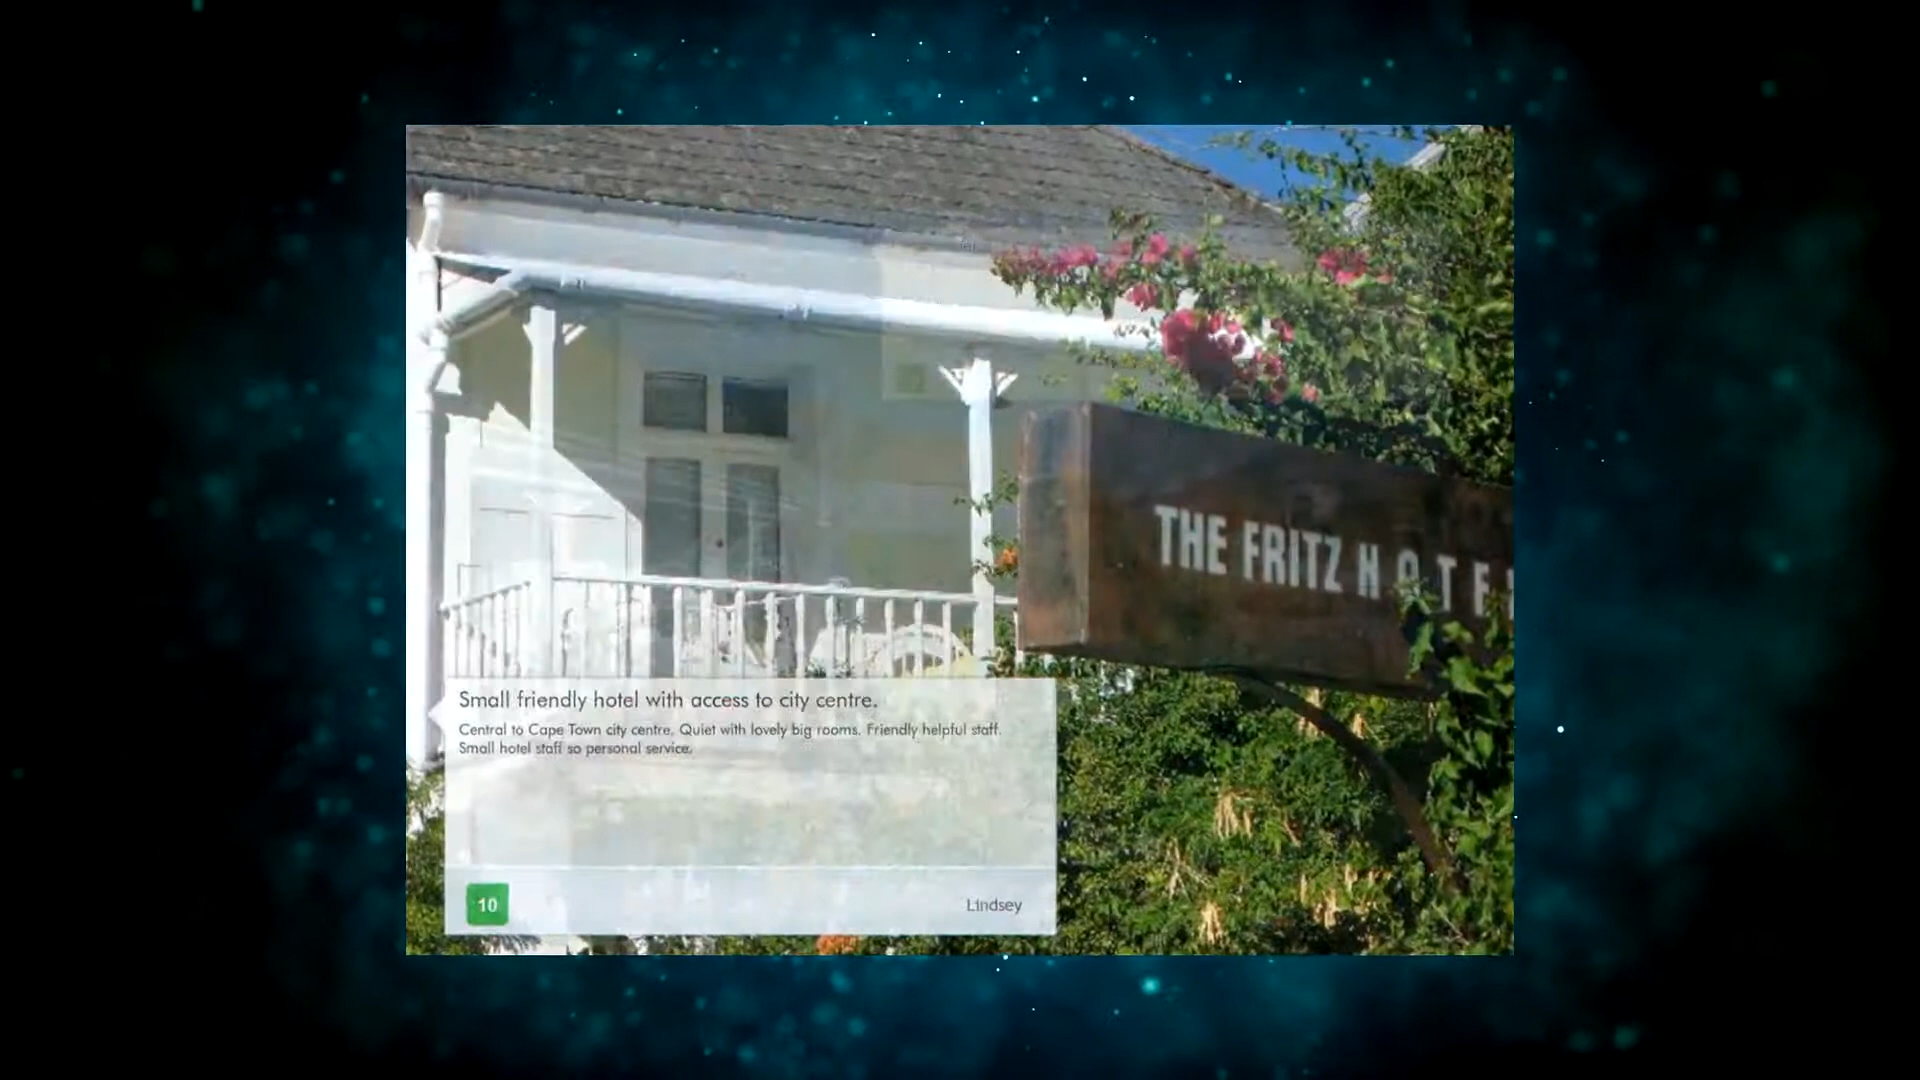 THE FRITZ HOTEL
Small friendly hotel with access to city centre.
Central to Cape Town city centre. Quiet with lovely big rooms. Friendly helpful staff.
Small hotel staff so personal service.
10
Lindsey